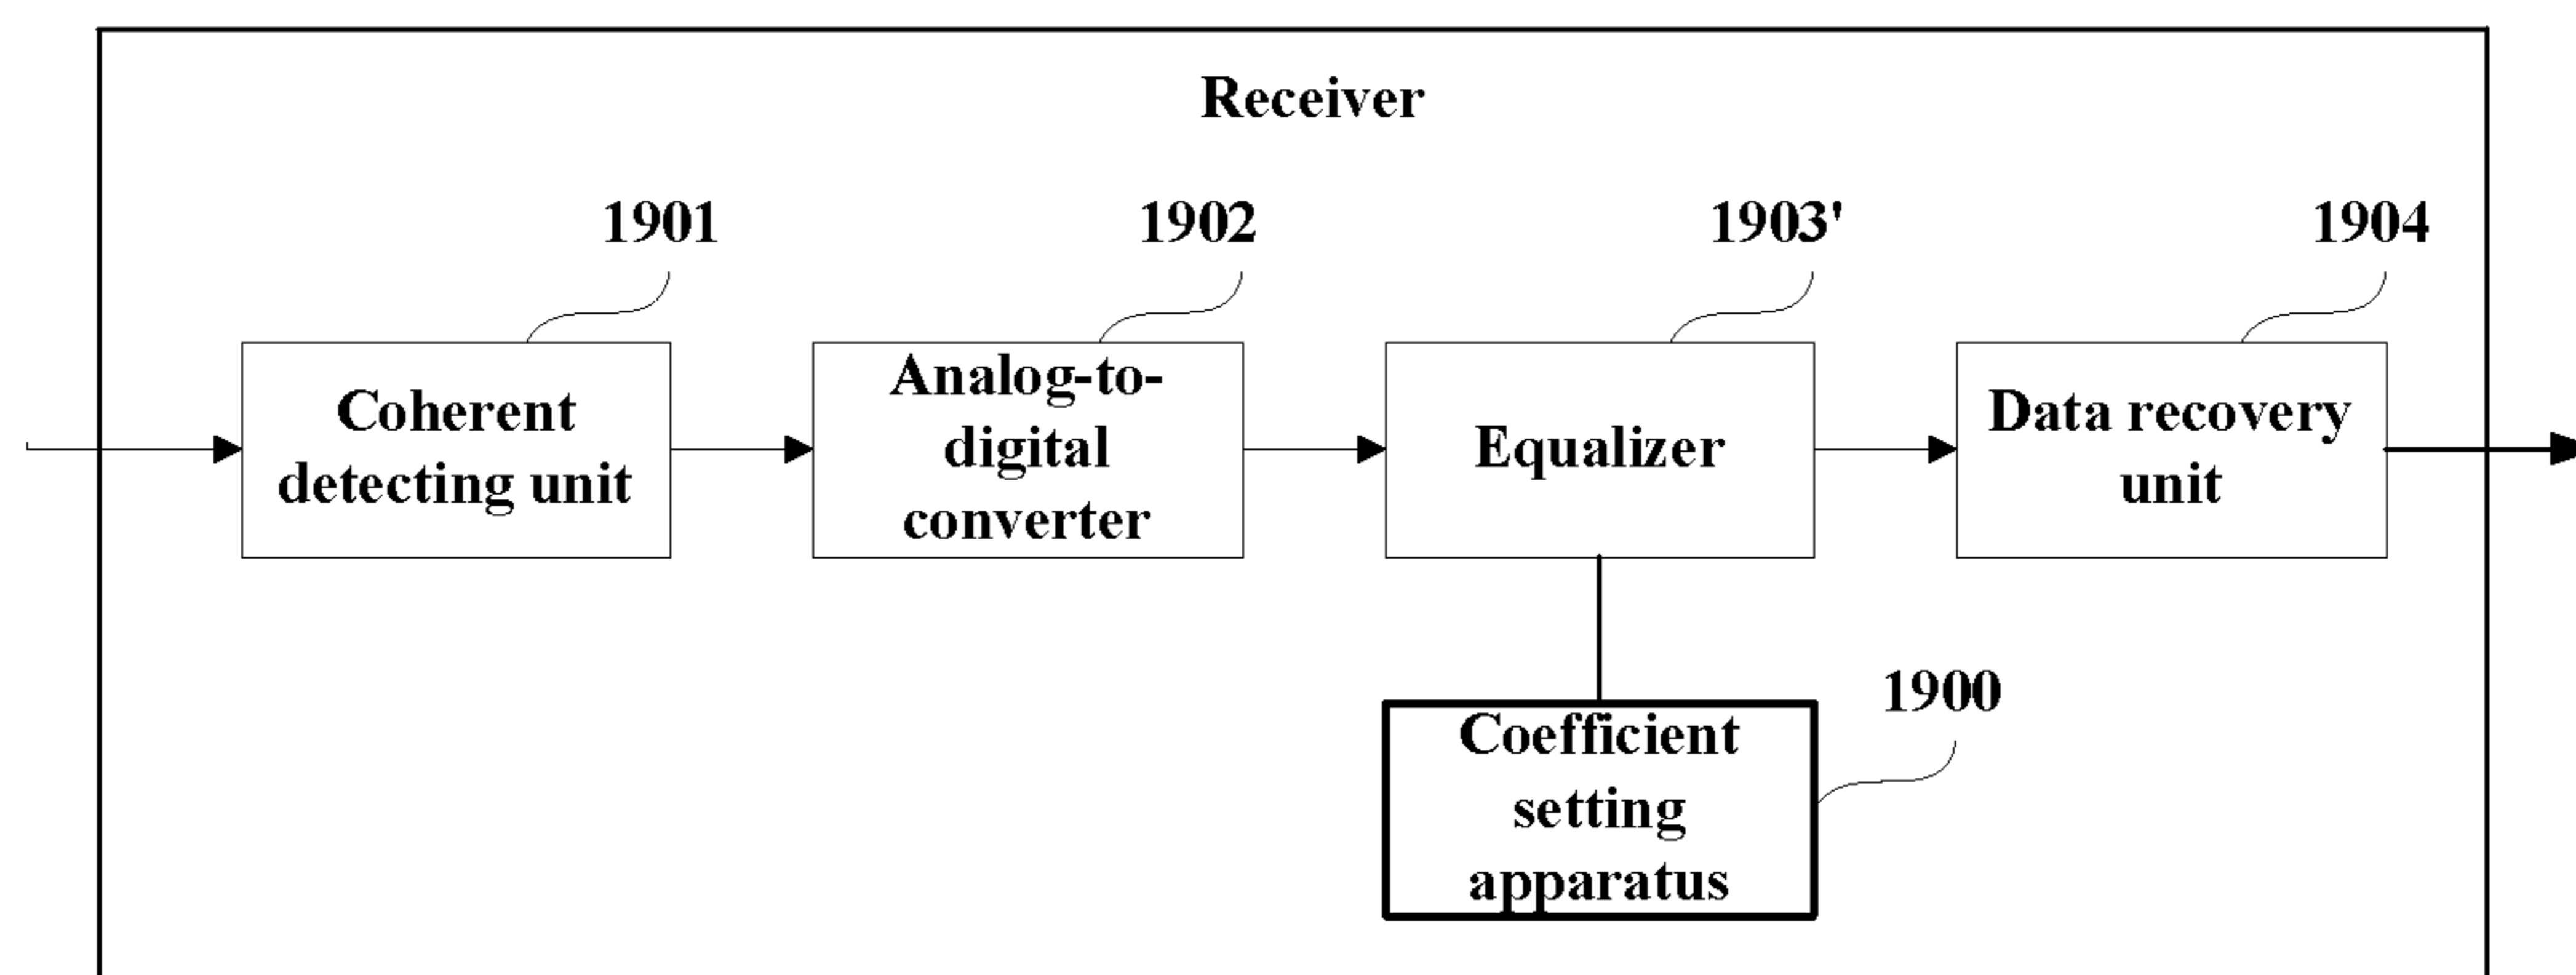 Receiver
1901
1902
1903'
1904
Coherent
detecting unit
Analog-to-
digital
converter
Equalizer
Data recovery
unit
1900
Coefficient
setting
apparatus